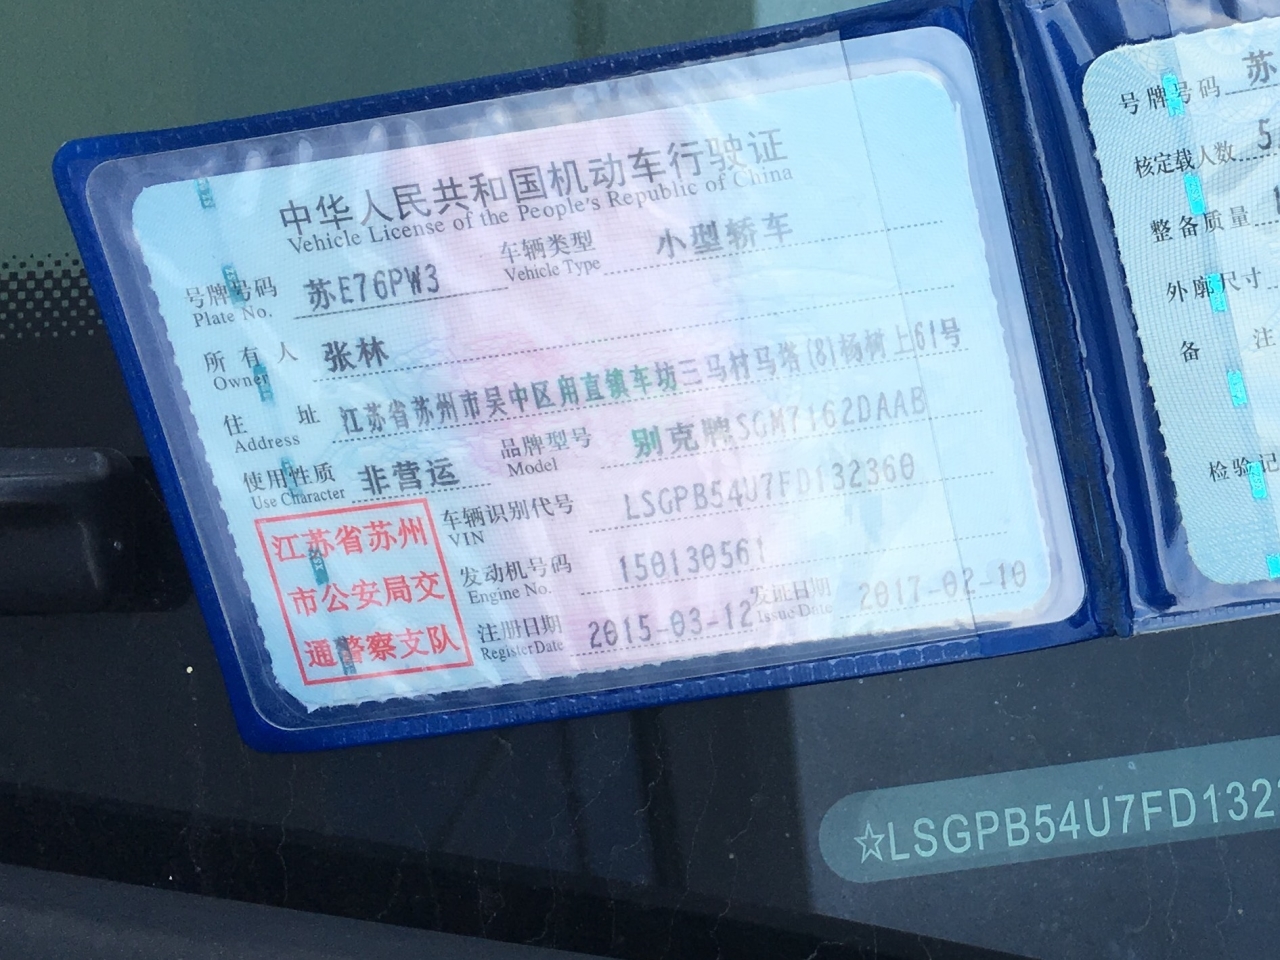 中华人民共和国机动车行驶证
Vehicle License of the People's Republic of China
号牌号码 苏E76PW3 车辆类型 小型轿车
Plate No. Vehicle Type
所有人 张林
Owner
住址 江苏省苏州市吴中区甪直镇车坊三马村马塔(8)杨树上61号
Address
使用性质 非营运 品牌型号 别克牌SGM7162DAAB
Use Character Model
车辆识别代号 LSGPB54U7FD132360
VIN
发动机号码 150130561
Engine No.
注册日期 2015-03-12 发证日期 2017-02-10
RegisterDate Issue Date
江苏省苏州
市公安局交
通警察支队
号牌号码 苏
核定载人数 5
整备质量
外廓尺寸
备注
检验记
☆LSGPB54U7FD132